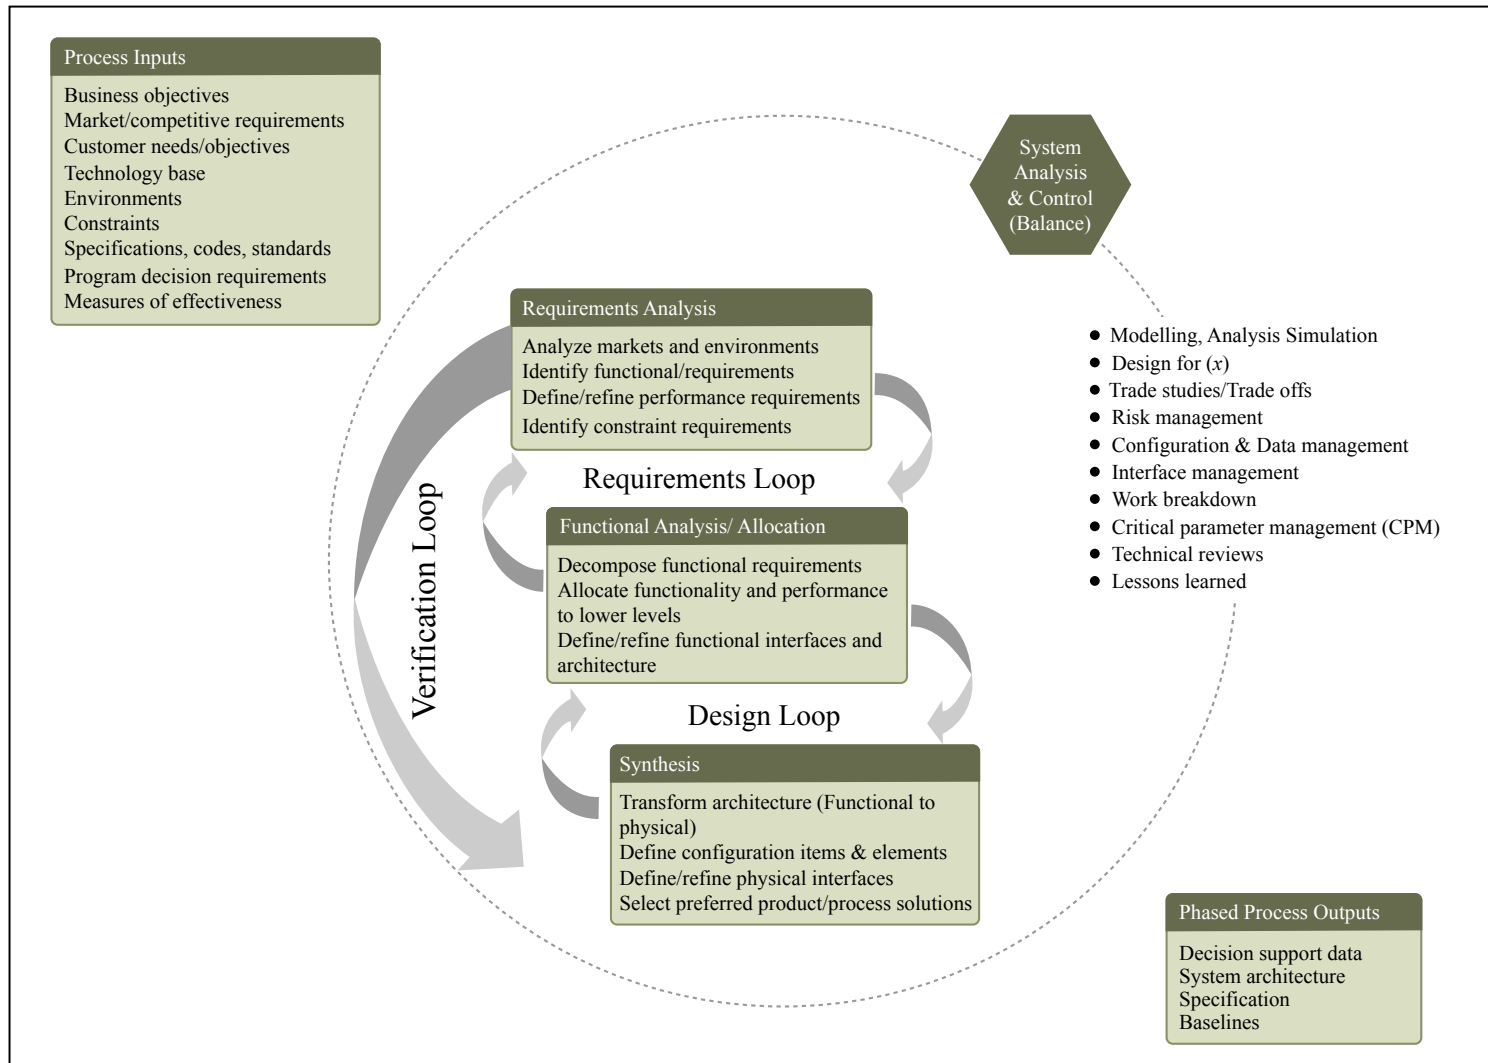 Process Inputs
Business objectives
Market/competitive requirements
Customer needs/objectives
Technology base
Environments
Constraints
Specifications, codes, standards
Program decision requirements
Measures of effectiveness
System
Analysis
& Control
(Balance)
Requirements Analysis
Analyze markets and environments
Identify functional/requirements
Define/refine performance requirements
Identify constraint requirements
Requirements Loop
Verification Loop
Functional Analysis/ Allocation
Decompose functional requirements
Allocate functionality and performance
to lower levels
Define/refine functional interfaces and
architecture
Design Loop
Synthesis
Transform architecture (Functional to
physical)
Define configuration items & elements
Define/refine physical interfaces
Select preferred product/process solutions
● Modelling, Analysis Simulation
● Design for (x)
● Trade studies/Trade offs
● Risk management
● Configuration & Data management
● Interface management
● Work breakdown
● Critical parameter management (CPM)
● Technical reviews
● Lessons learned
Phased Process Outputs
Decision support data
System architecture
Specification
Baselines